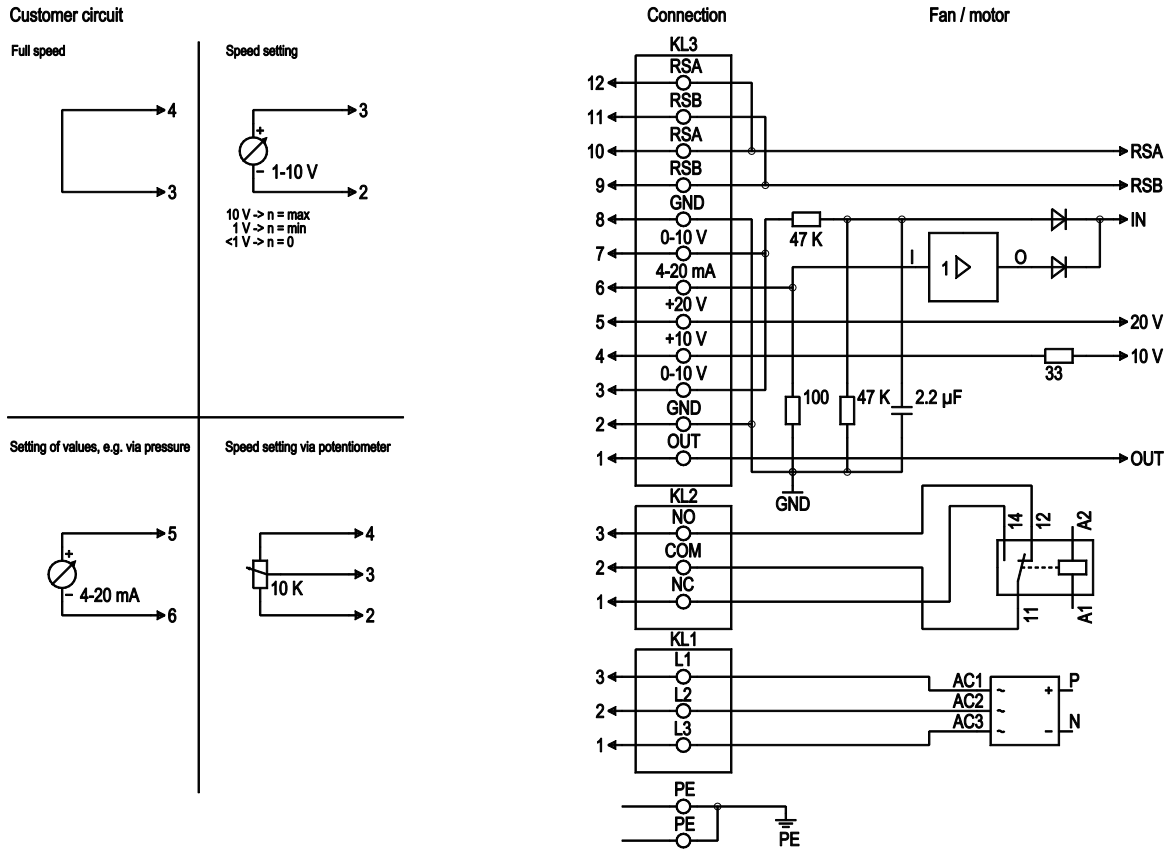 Customer circuit
Full speed
4
3
Speed setting
+
3
1-10 V
−
2
10 V -> n = max
1 V -> n = min
<1 V -> n = 0
Setting of values, e.g. via pressure
5
+
4-20 mA
−
6
Speed setting via potentiometer
4
3
10 K
2
Connection
Fan / motor
KL3
12 RSA
11 RSB
10 RSA RSA
9 RSB RSB
8 GND 47 K IN
7 0-10 V I 1 O
6 4-20 mA
5 +20 V 20 V
4 +10 V 33 10 V
3 0-10 V 100 47 K 2.2 µF
2 GND
1 OUT OUT
GND
KL2
3 NO 14 12 A2
2 COM
1 NC 11 A1
KL1
3 L1 AC1 ~ + P
2 L2 AC2 ~
1 L3 AC3 ~ − N
PE
PE
PE